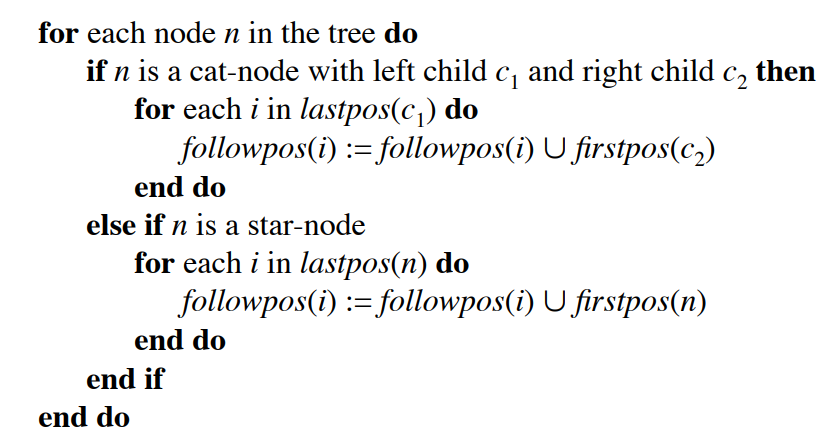 for each node n in the tree do
if n is a cat-node with left child c₁ and right child c₂ then
for each i in lastpos(c₁) do
followpos(i) := followpos(i) ∪ firstpos(c₂)
end do
else if n is a star-node
for each i in lastpos(n) do
followpos(i) := followpos(i) ∪ firstpos(n)
end do
end if
end do